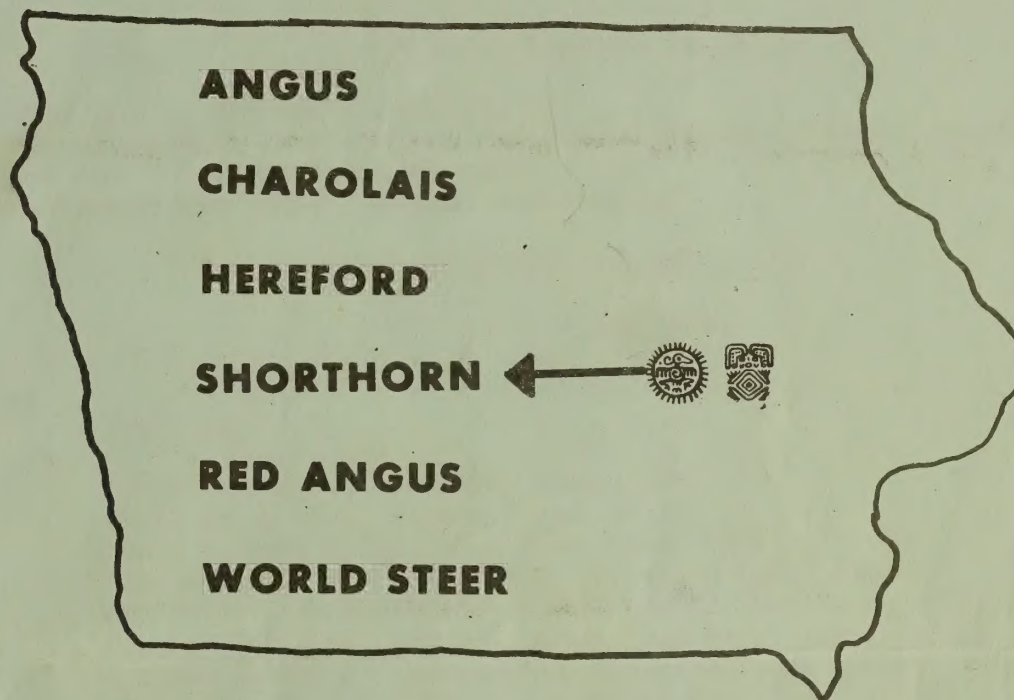 ANGUS
CHAROLAIS
HEREFORD
SHORTHORN
RED ANGUS
WORLD STEER